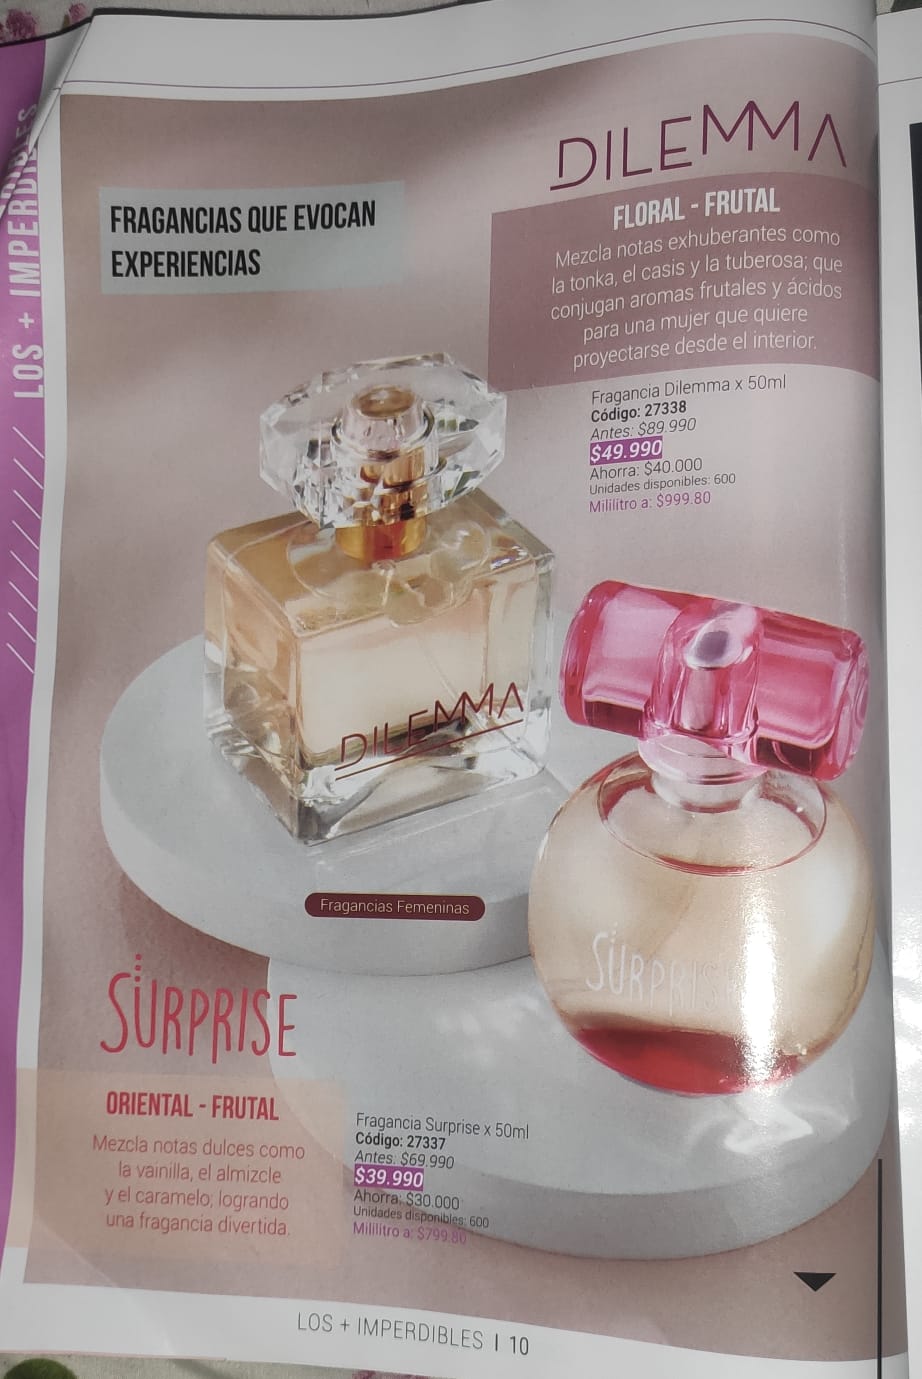 LOS + IMPERDIBLES
DILEMMA
FRAGANCIAS QUE EVOCAN
EXPERIENCIAS
FLORAL - FRUTAL
Mezcla notas exhuberantes como
la tonka, el casis y la tuberosa; que
conjugan aromas frutales y ácidos
para una mujer que quiere
proyectarse desde el interior.
Fragancia Dilemma x 50ml
Código: 27338
Antes: $89.990
$49.990
Ahorra: $40.000
Unidades disponibles: 600
Mililitro a: $999.80
DILEMMA
Fragancias Femeninas
SURPRISE
SURPRISE
ORIENTAL - FRUTAL
Mezcla notas dulces como
la vainilla, el almizcle
y el caramelo; logrando
una fragancia divertida.
Fragancia Surprise x 50ml
Código: 27337
Antes: $69.990
$39.990
Ahorra: $30.000
Unidades disponibles: 600
Mililitro a: $799.80
LOS + IMPERDIBLES | 10